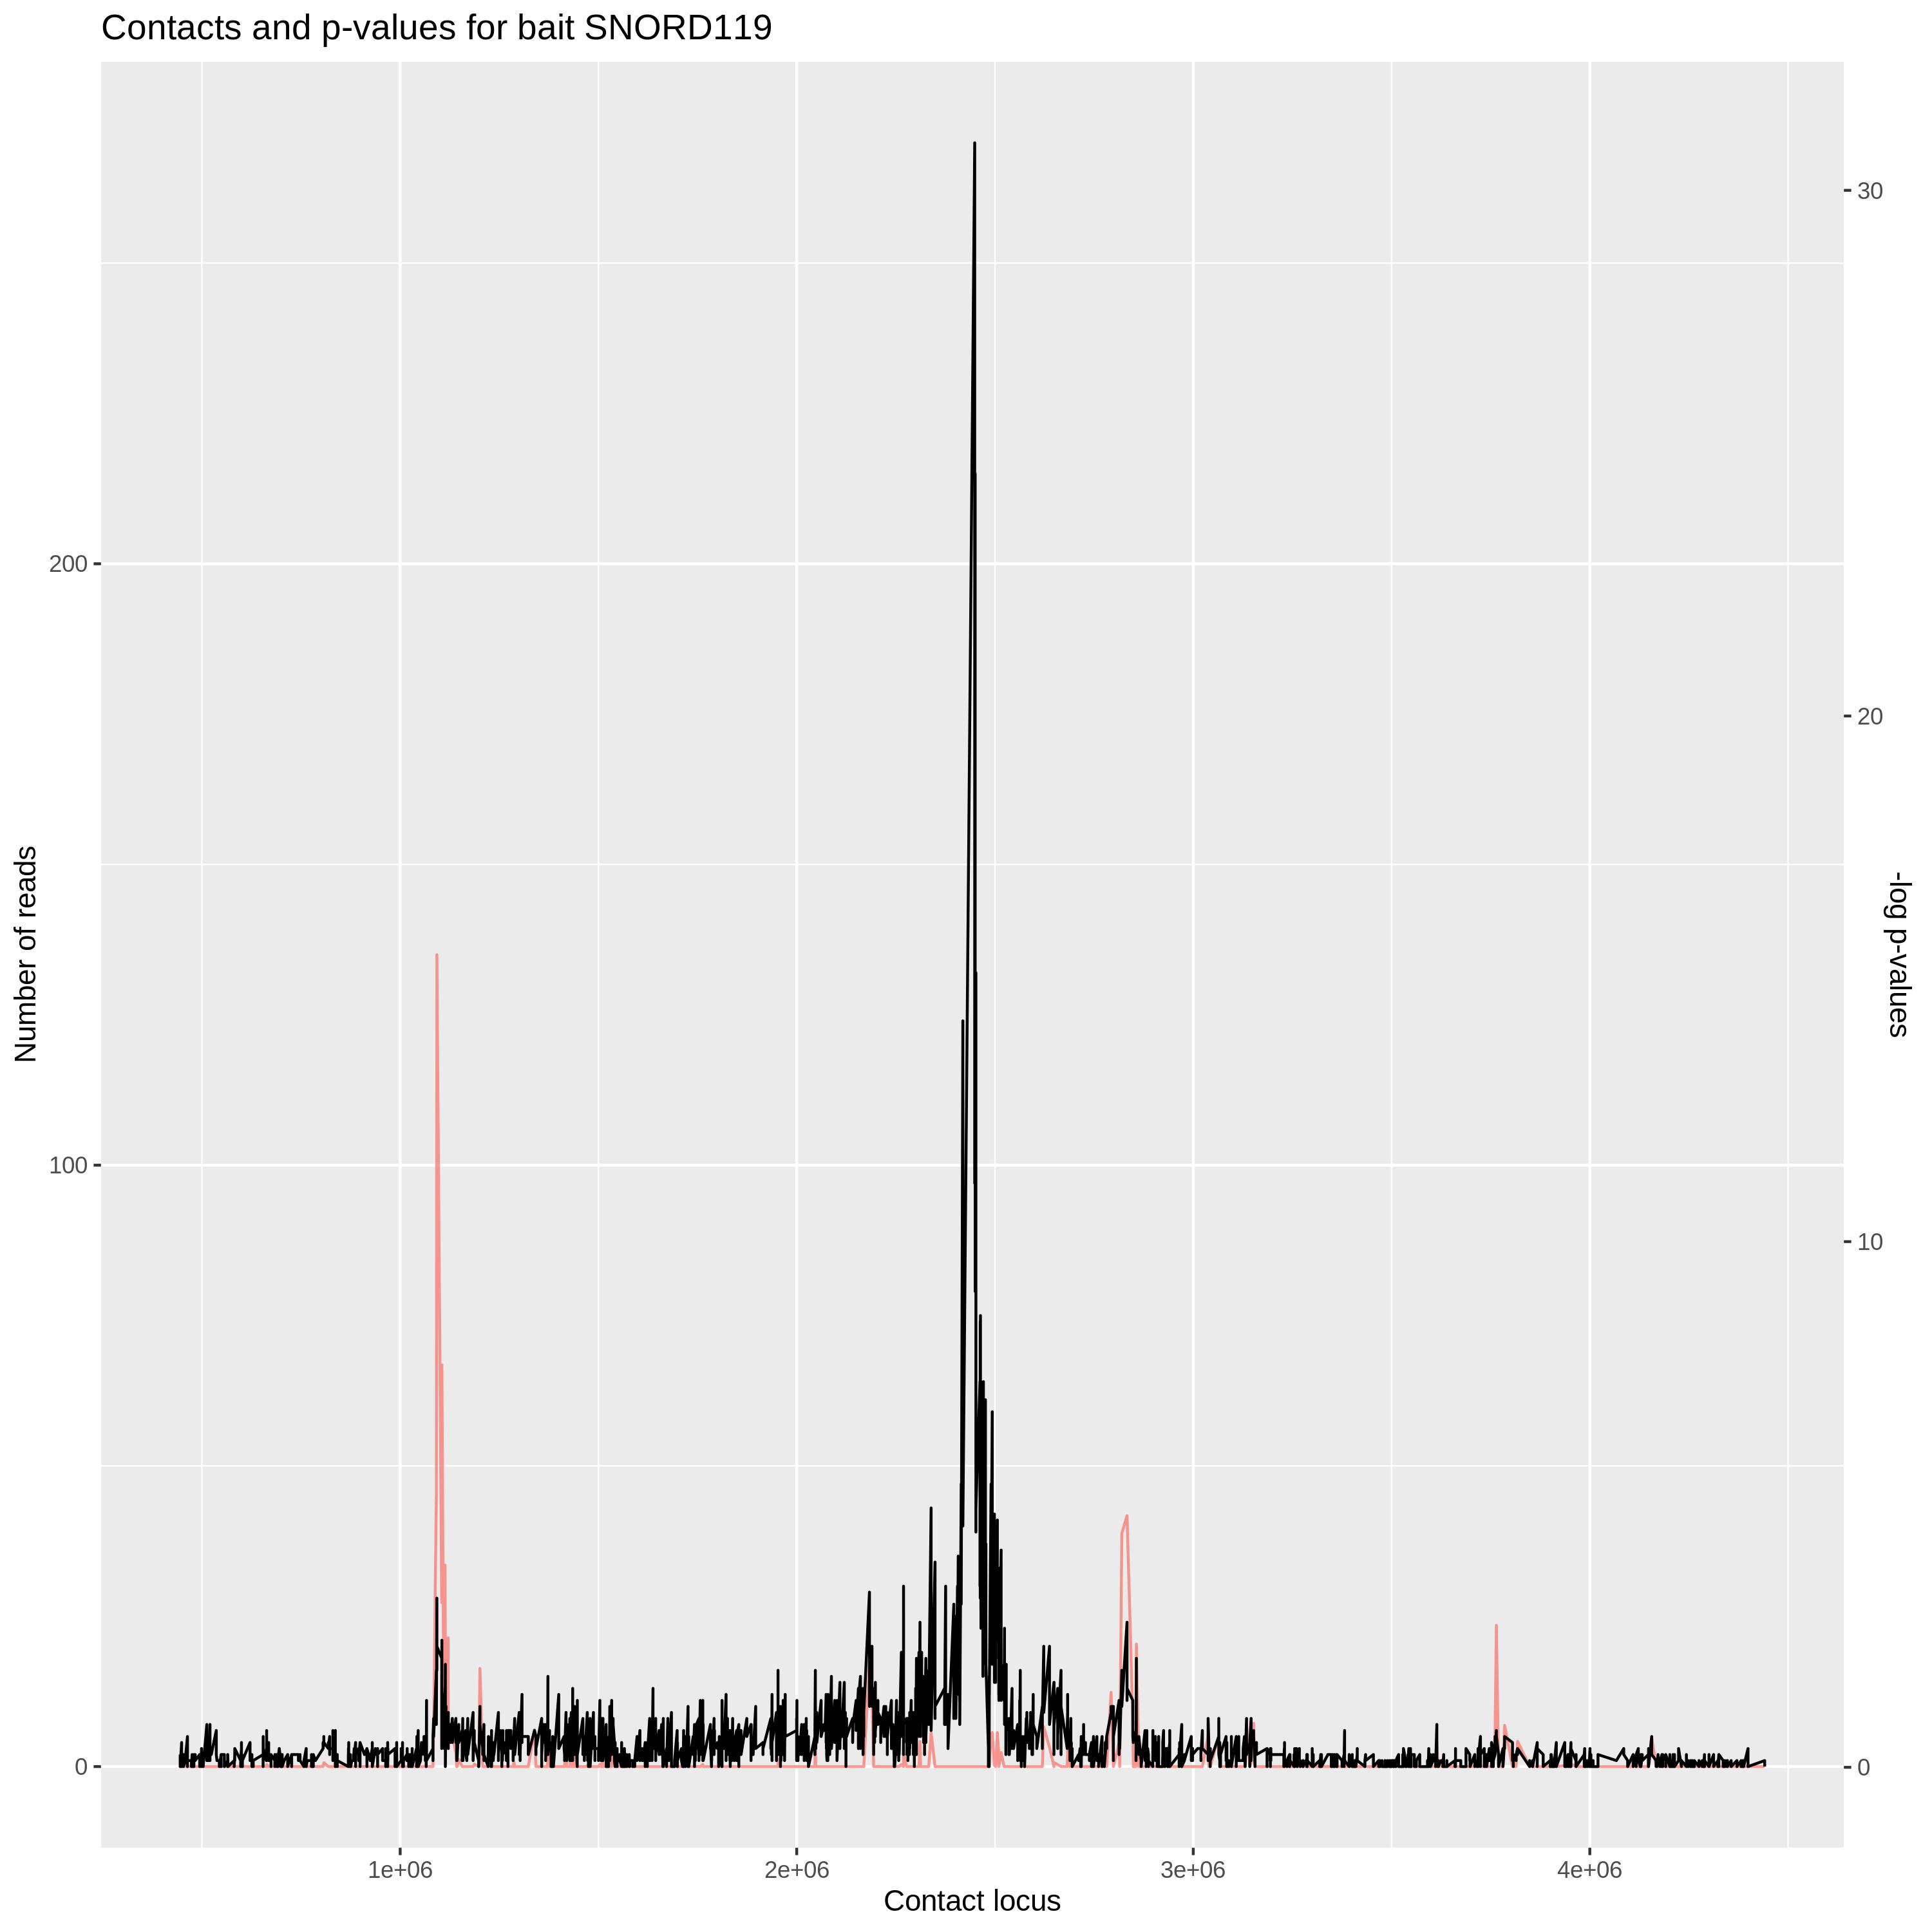 Contacts and p-values for bait SNORD119
30
200
20
Number of reads
-log p-values
100
10
0
0
1e+06
2e+06
3e+06
4e+06
Contact locus